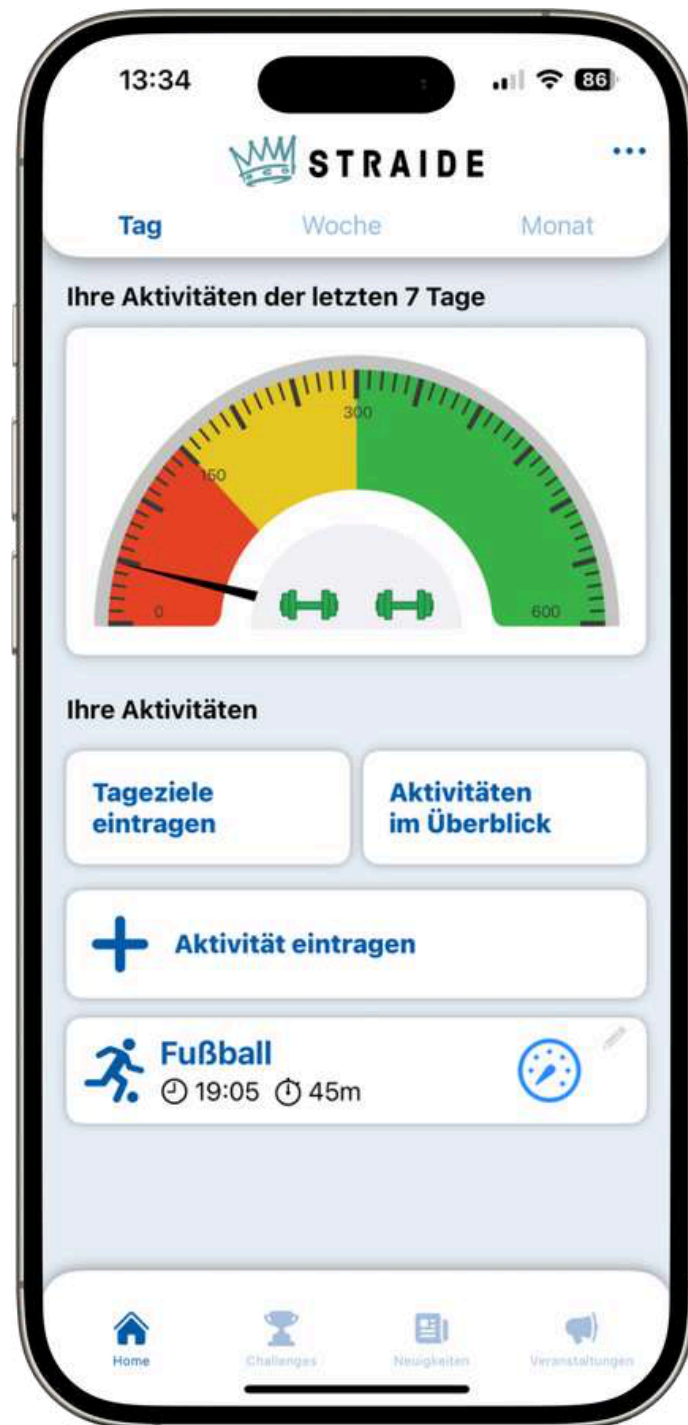 13:34
86
STRAIDE
Tag Woche Monat
Ihre Aktivitäten der letzten 7 Tage
300
150
0 600
Ihre Aktivitäten
Tageziele
eintragen
Aktivitäten
im Überblick
Aktivität eintragen
Fußball
19:05 45m
Home Challenges Neuigkeiten Veranstaltungen